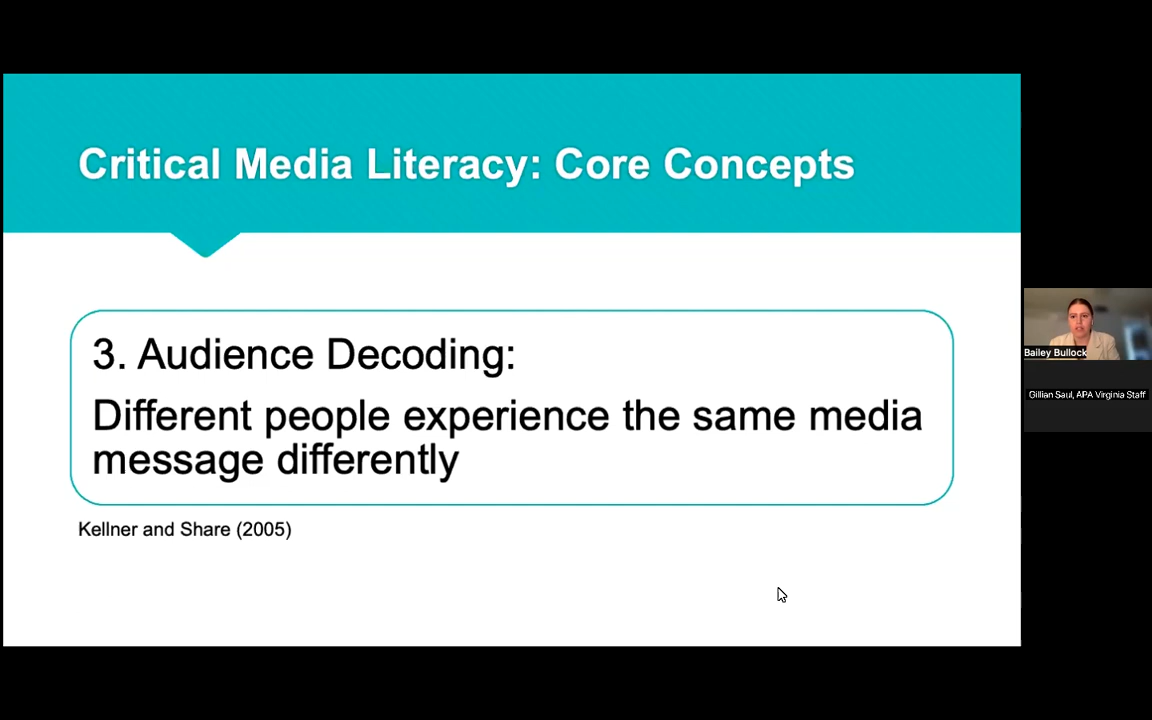 Critical Media Literacy: Core Concepts
3. Audience Decoding:
Different people experience the same media
message differently
Kellner and Share (2005)
Bailey Bullock
Gillian Saul, APA Virginia Staff